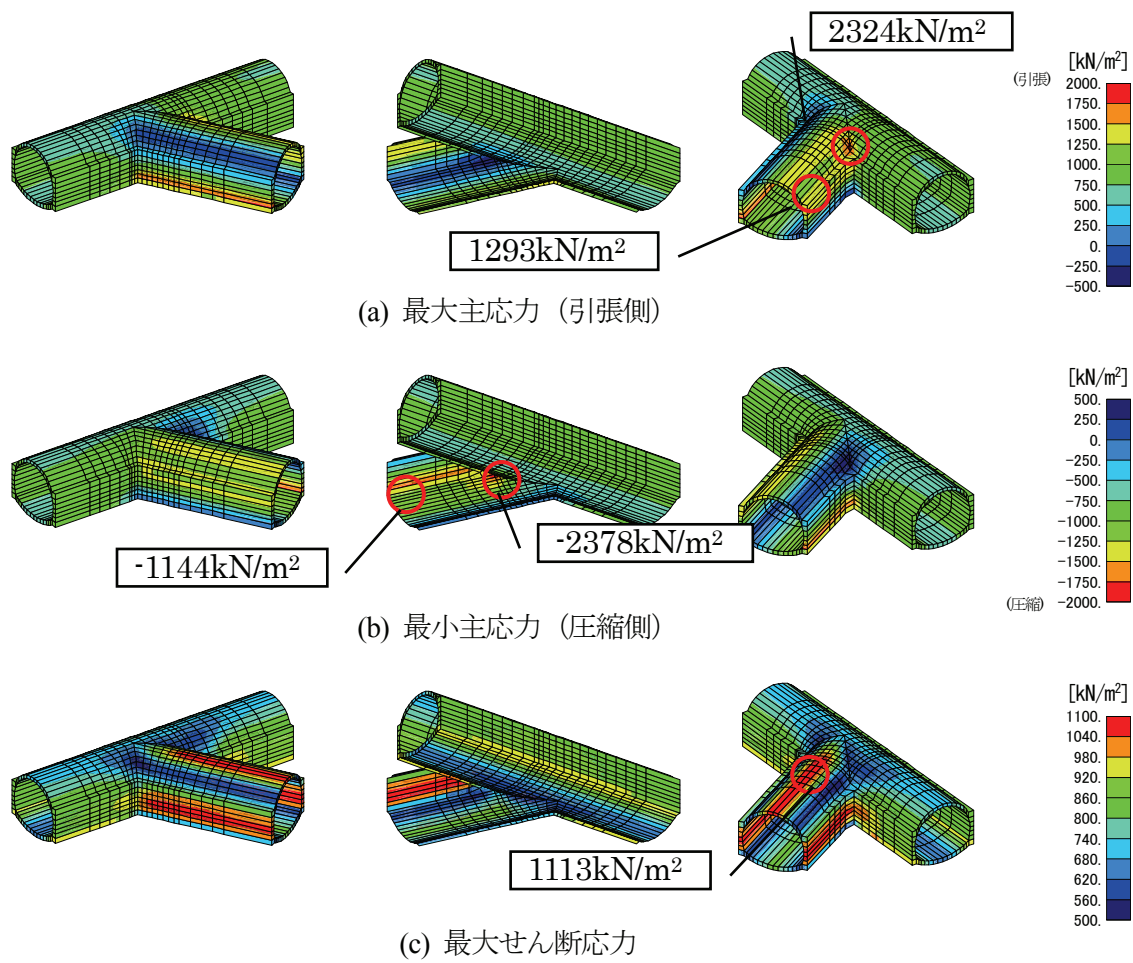 2324kN/m²
[kN/m²]
(引張)
2000.
1750.
1500.
1250.
1000.
750.
500.
250.
0.
-250.
-500.
1293kN/m²
(a) 最大主応力（引張側）
[kN/m²]
500.
250.
0.
-250.
-500.
-750.
-1000.
-1250.
-1500.
-1750.
(圧縮) -2000.
-1144kN/m²
-2378kN/m²
(b) 最小主応力（圧縮側）
[kN/m²]
1100.
1040.
980.
920.
860.
800.
740.
680.
620.
560.
500.
1113kN/m²
(c) 最大せん断応力